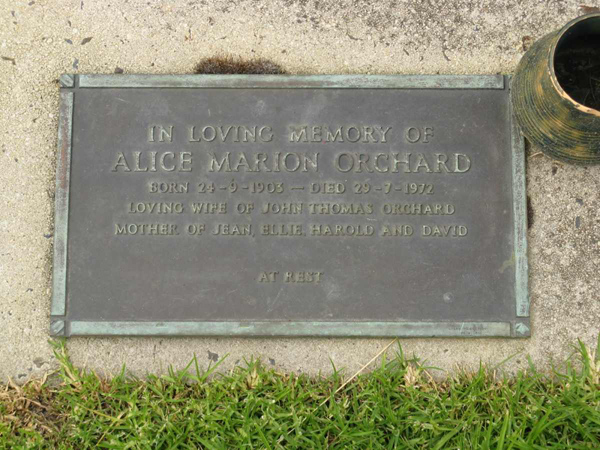 IN LOVING MEMORY OF
ALICE MARION ORCHARD
BORN 24-6-1903 — DIED 29-7-1972
LOVING WIFE OF JOHN THOMAS ORCHARD
MOTHER OF JEAN, ELLIE, HAROLD AND DAVID
AT REST